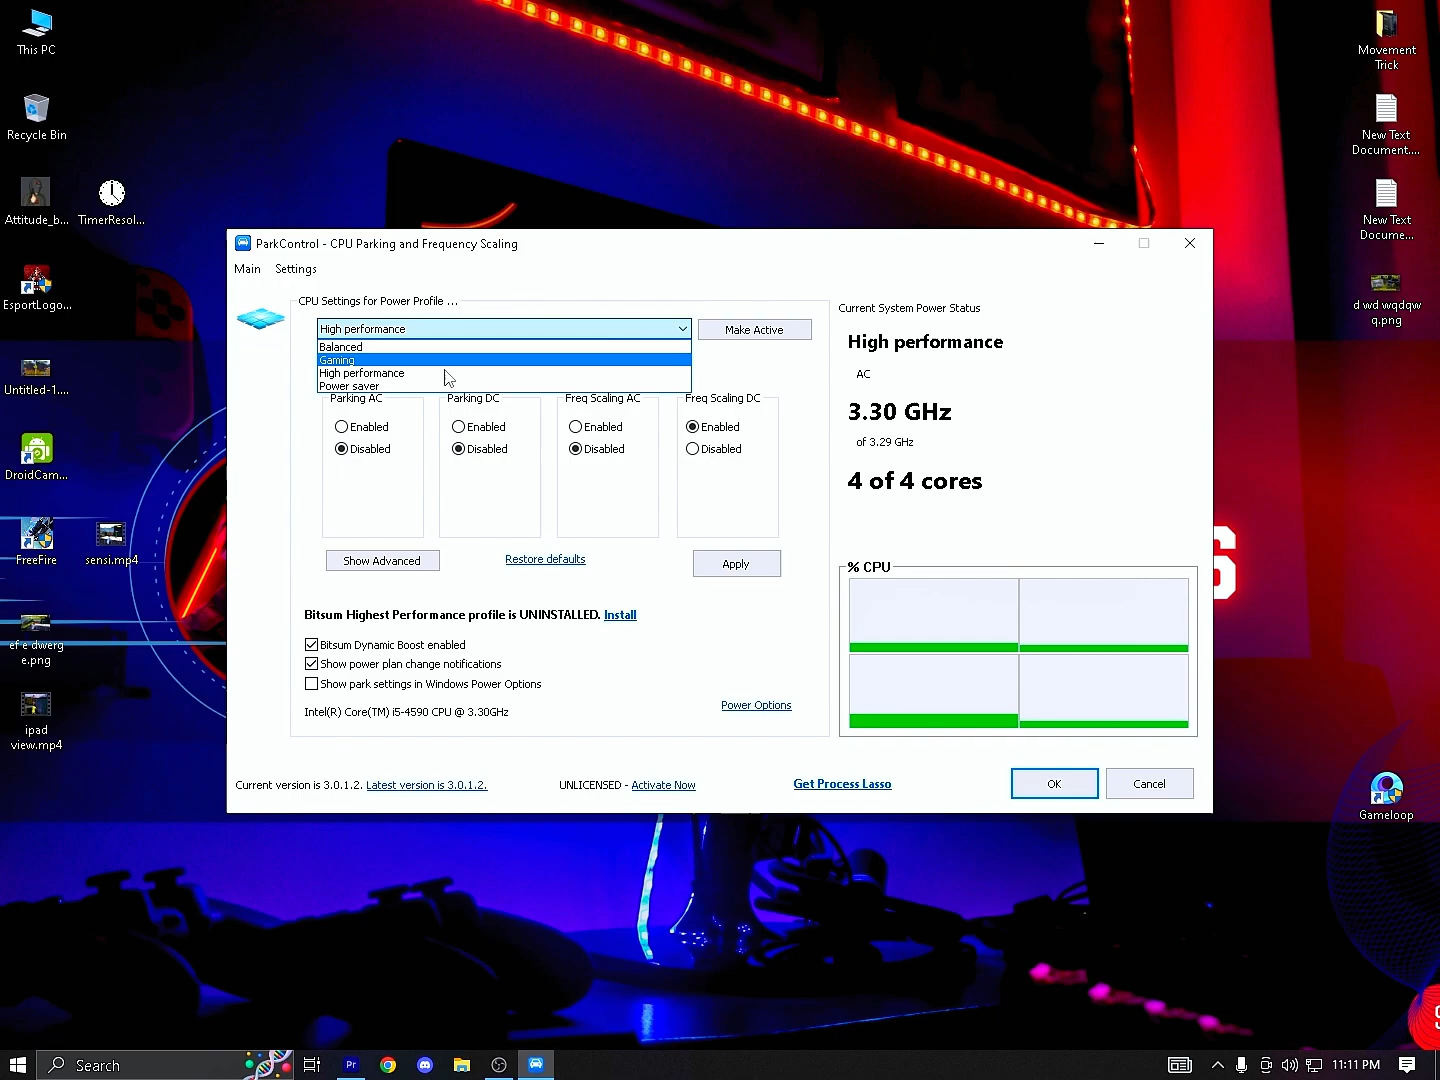 This PC
Recycle Bin
Attitude_b...
TimerResol...
EsportLogo...
Untitled-1....
DroidCam...
FreeFire
sensi.mp4
ef e dwerg
e.png
ipad
view.mp4
Movement
Trick
New Text
Document....
New Text
Docume...
d wd wqdqw
q.png
Gameloop
ParkControl - CPU Parking and Frequency Scaling
Main Settings
CPU Settings for Power Profile ...
High performance
Make Active
Balanced
Gaming
High performance
Power saver
Parking AC
Enabled
Disabled
Parking DC
Enabled
Disabled
Freq Scaling AC
Enabled
Disabled
Freq Scaling DC
Enabled
Disabled
Show Advanced
Restore defaults
Apply
Bitsum Highest Performance profile is UNINSTALLED. Install
Bitsum Dynamic Boost enabled
Show power plan change notifications
Show park settings in Windows Power Options
Intel(R) Core(TM) i5-4590 CPU @ 3.30GHz
Power Options
Current System Power Status
High performance
AC
3.30 GHz
of 3.29 GHz
4 of 4 cores
% CPU
Current version is 3.0.1.2. Latest version is 3.0.1.2.
UNLICENSED - Activate Now
Get Process Lasso
OK
Cancel
Search
Pr
11:11 PM